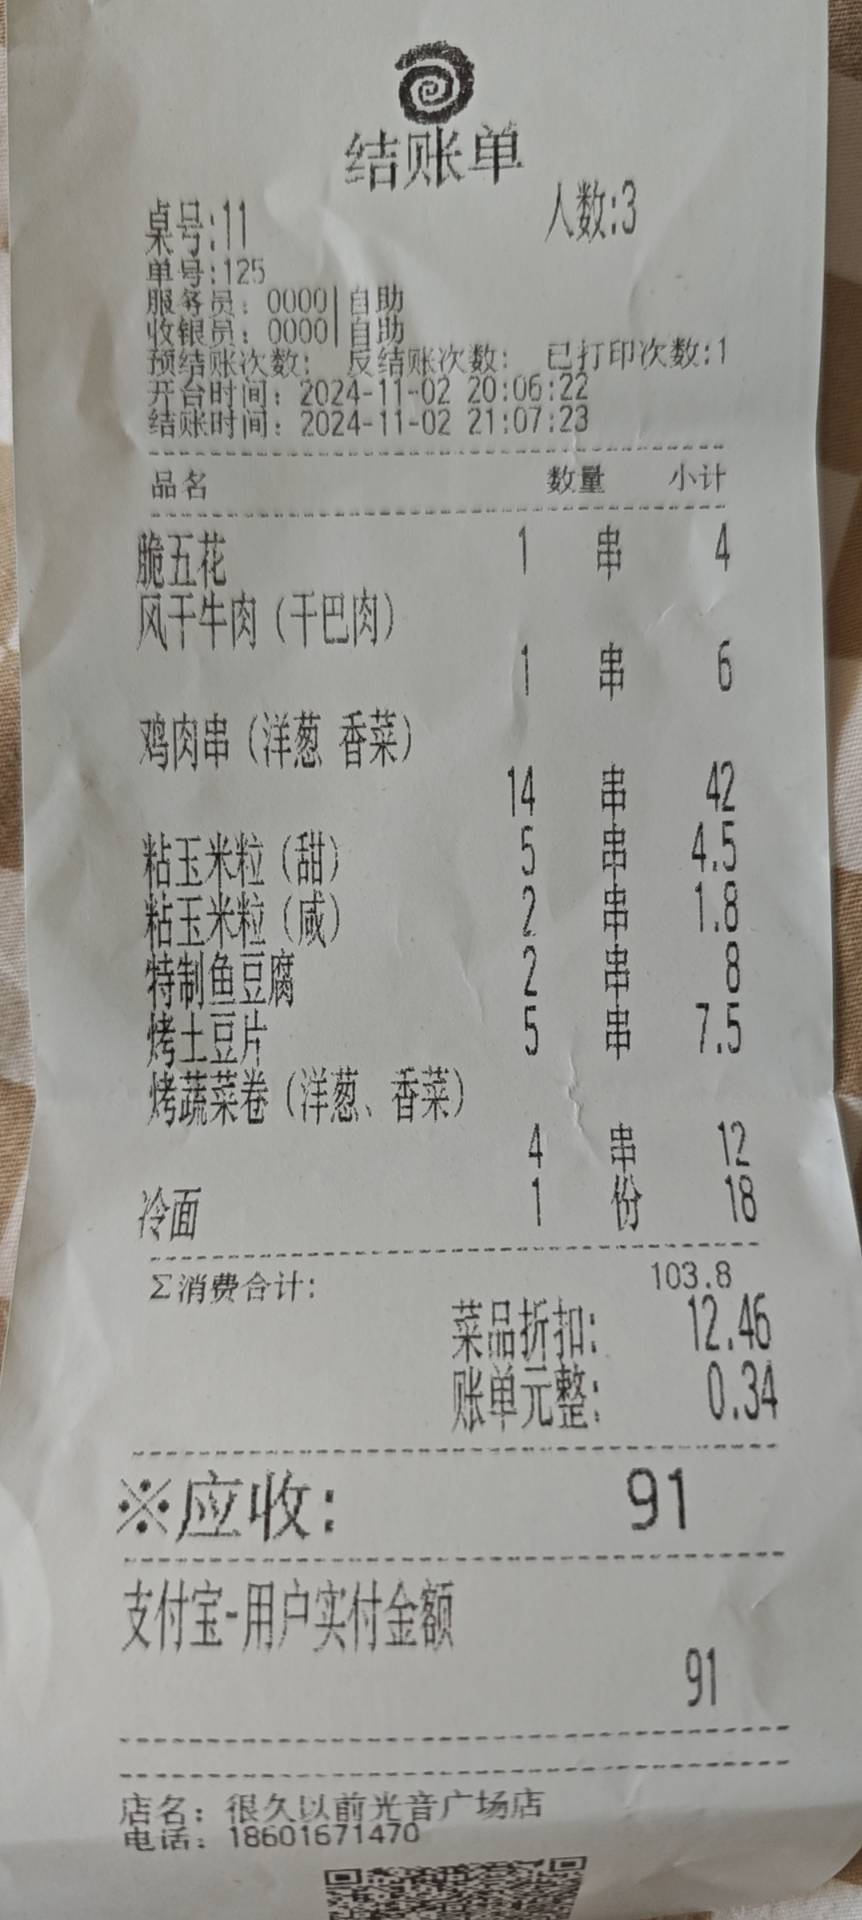 结账单
桌号:11 人数:3
单号:125
服务员: 0000|自助
收银员: 0000|自助
预结账次数: 反结账次数: 已打印次数:1
开台时间: 2024-11-02 20:06:22
结账时间: 2024-11-02 21:07:23
品名 数量 小计
脆五花 1 串 4
风干牛肉(干巴肉)
1 串 6
鸡肉串(洋葱 香菜)
14 串 42
粘玉米粒(甜) 5 串 4.5
粘玉米粒(咸) 2 串 1.8
特制鱼豆腐 2 串 8
烤土豆片 5 串 7.5
烤蔬菜卷(洋葱、香菜)
4 串 12
冷面 1 份 18
Σ消费合计: 103.8
菜品折扣: 12.46
账单元整: 0.34
※应收: 91
支付宝-用户实付金额
91
店名: 很久以前光音广场店
电话: 18601671470